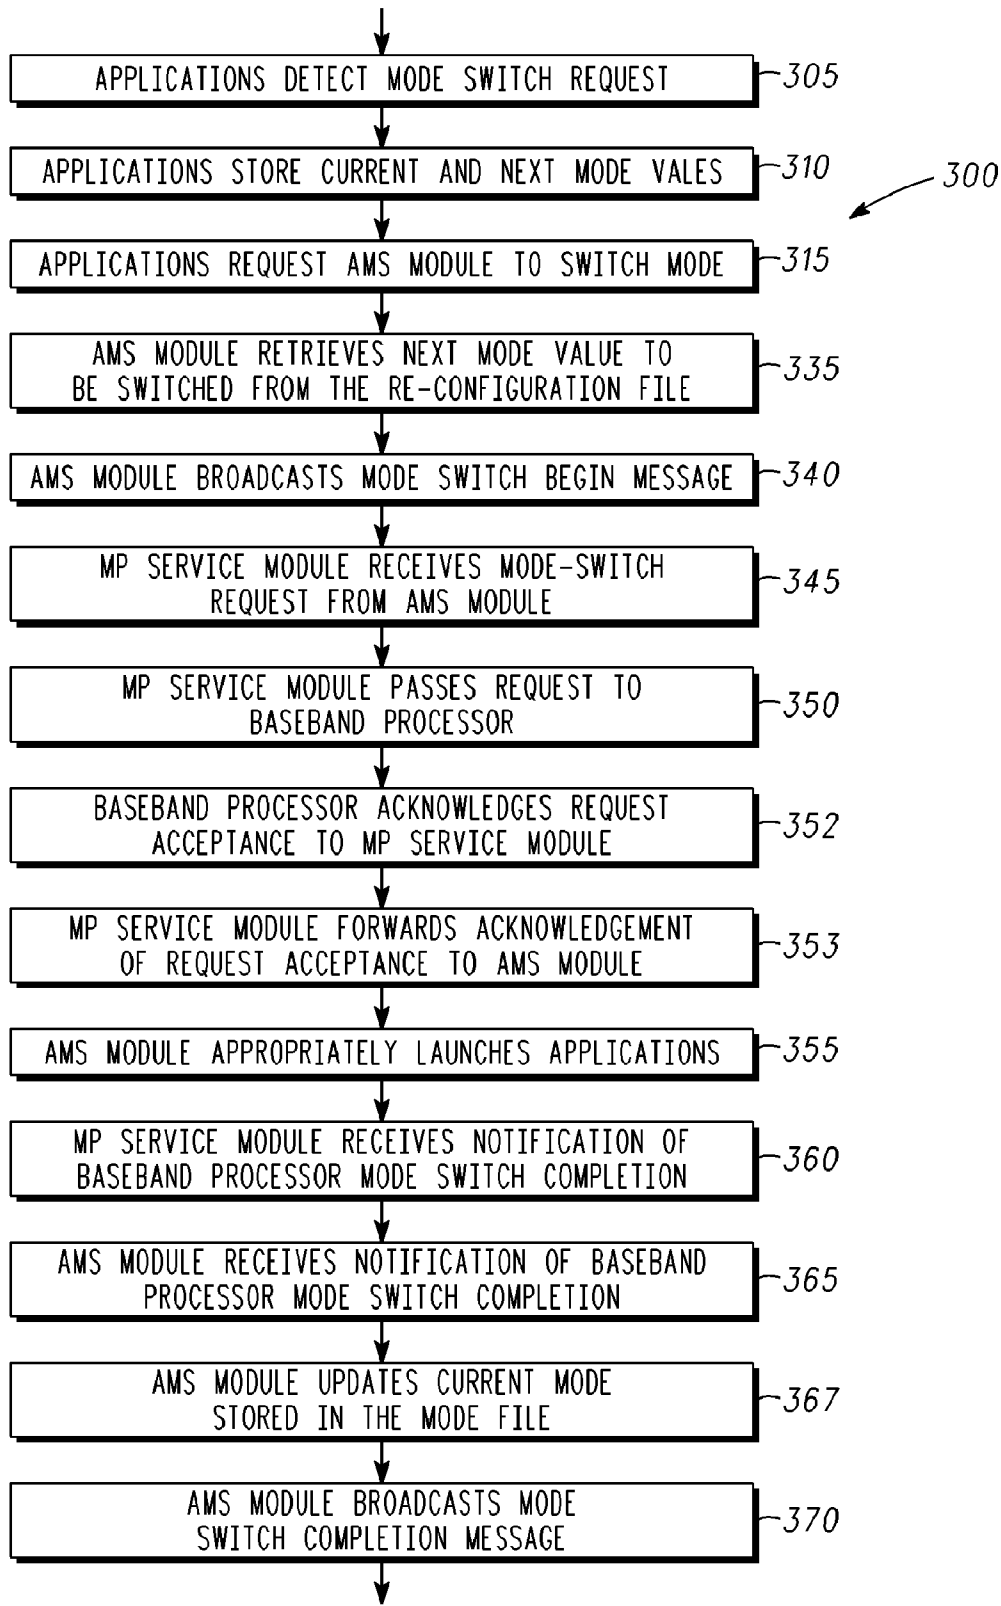 APPLICATIONS DETECT MODE SWITCH REQUEST
305
APPLICATIONS STORE CURRENT AND NEXT MODE VALES
310
300
APPLICATIONS REQUEST AMS MODULE TO SWITCH MODE
315
AMS MODULE RETRIEVES NEXT MODE VALUE TO
BE SWITCHED FROM THE RE-CONFIGURATION FILE
335
AMS MODULE BROADCASTS MODE SWITCH BEGIN MESSAGE
340
MP SERVICE MODULE RECEIVES MODE-SWITCH
REQUEST FROM AMS MODULE
345
MP SERVICE MODULE PASSES REQUEST TO
BASEBAND PROCESSOR
350
BASEBAND PROCESSOR ACKNOWLEDGES REQUEST
ACCEPTANCE TO MP SERVICE MODULE
352
MP SERVICE MODULE FORWARDS ACKNOWLEDGEMENT
OF REQUEST ACCEPTANCE TO AMS MODULE
353
AMS MODULE APPROPRIATELY LAUNCHES APPLICATIONS
355
MP SERVICE MODULE RECEIVES NOTIFICATION OF
BASEBAND PROCESSOR MODE SWITCH COMPLETION
360
AMS MODULE RECEIVES NOTIFICATION OF BASEBAND
PROCESSOR MODE SWITCH COMPLETION
365
AMS MODULE UPDATES CURRENT MODE
STORED IN THE MODE FILE
367
AMS MODULE BROADCASTS MODE
SWITCH COMPLETION MESSAGE
370